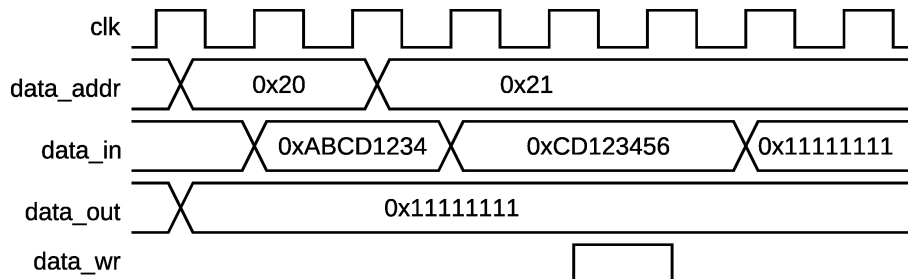 clk
data_addr 0x20 0x21
data_in 0xABCD1234 0xCD123456 0x11111111
data_out 0x11111111
data_wr